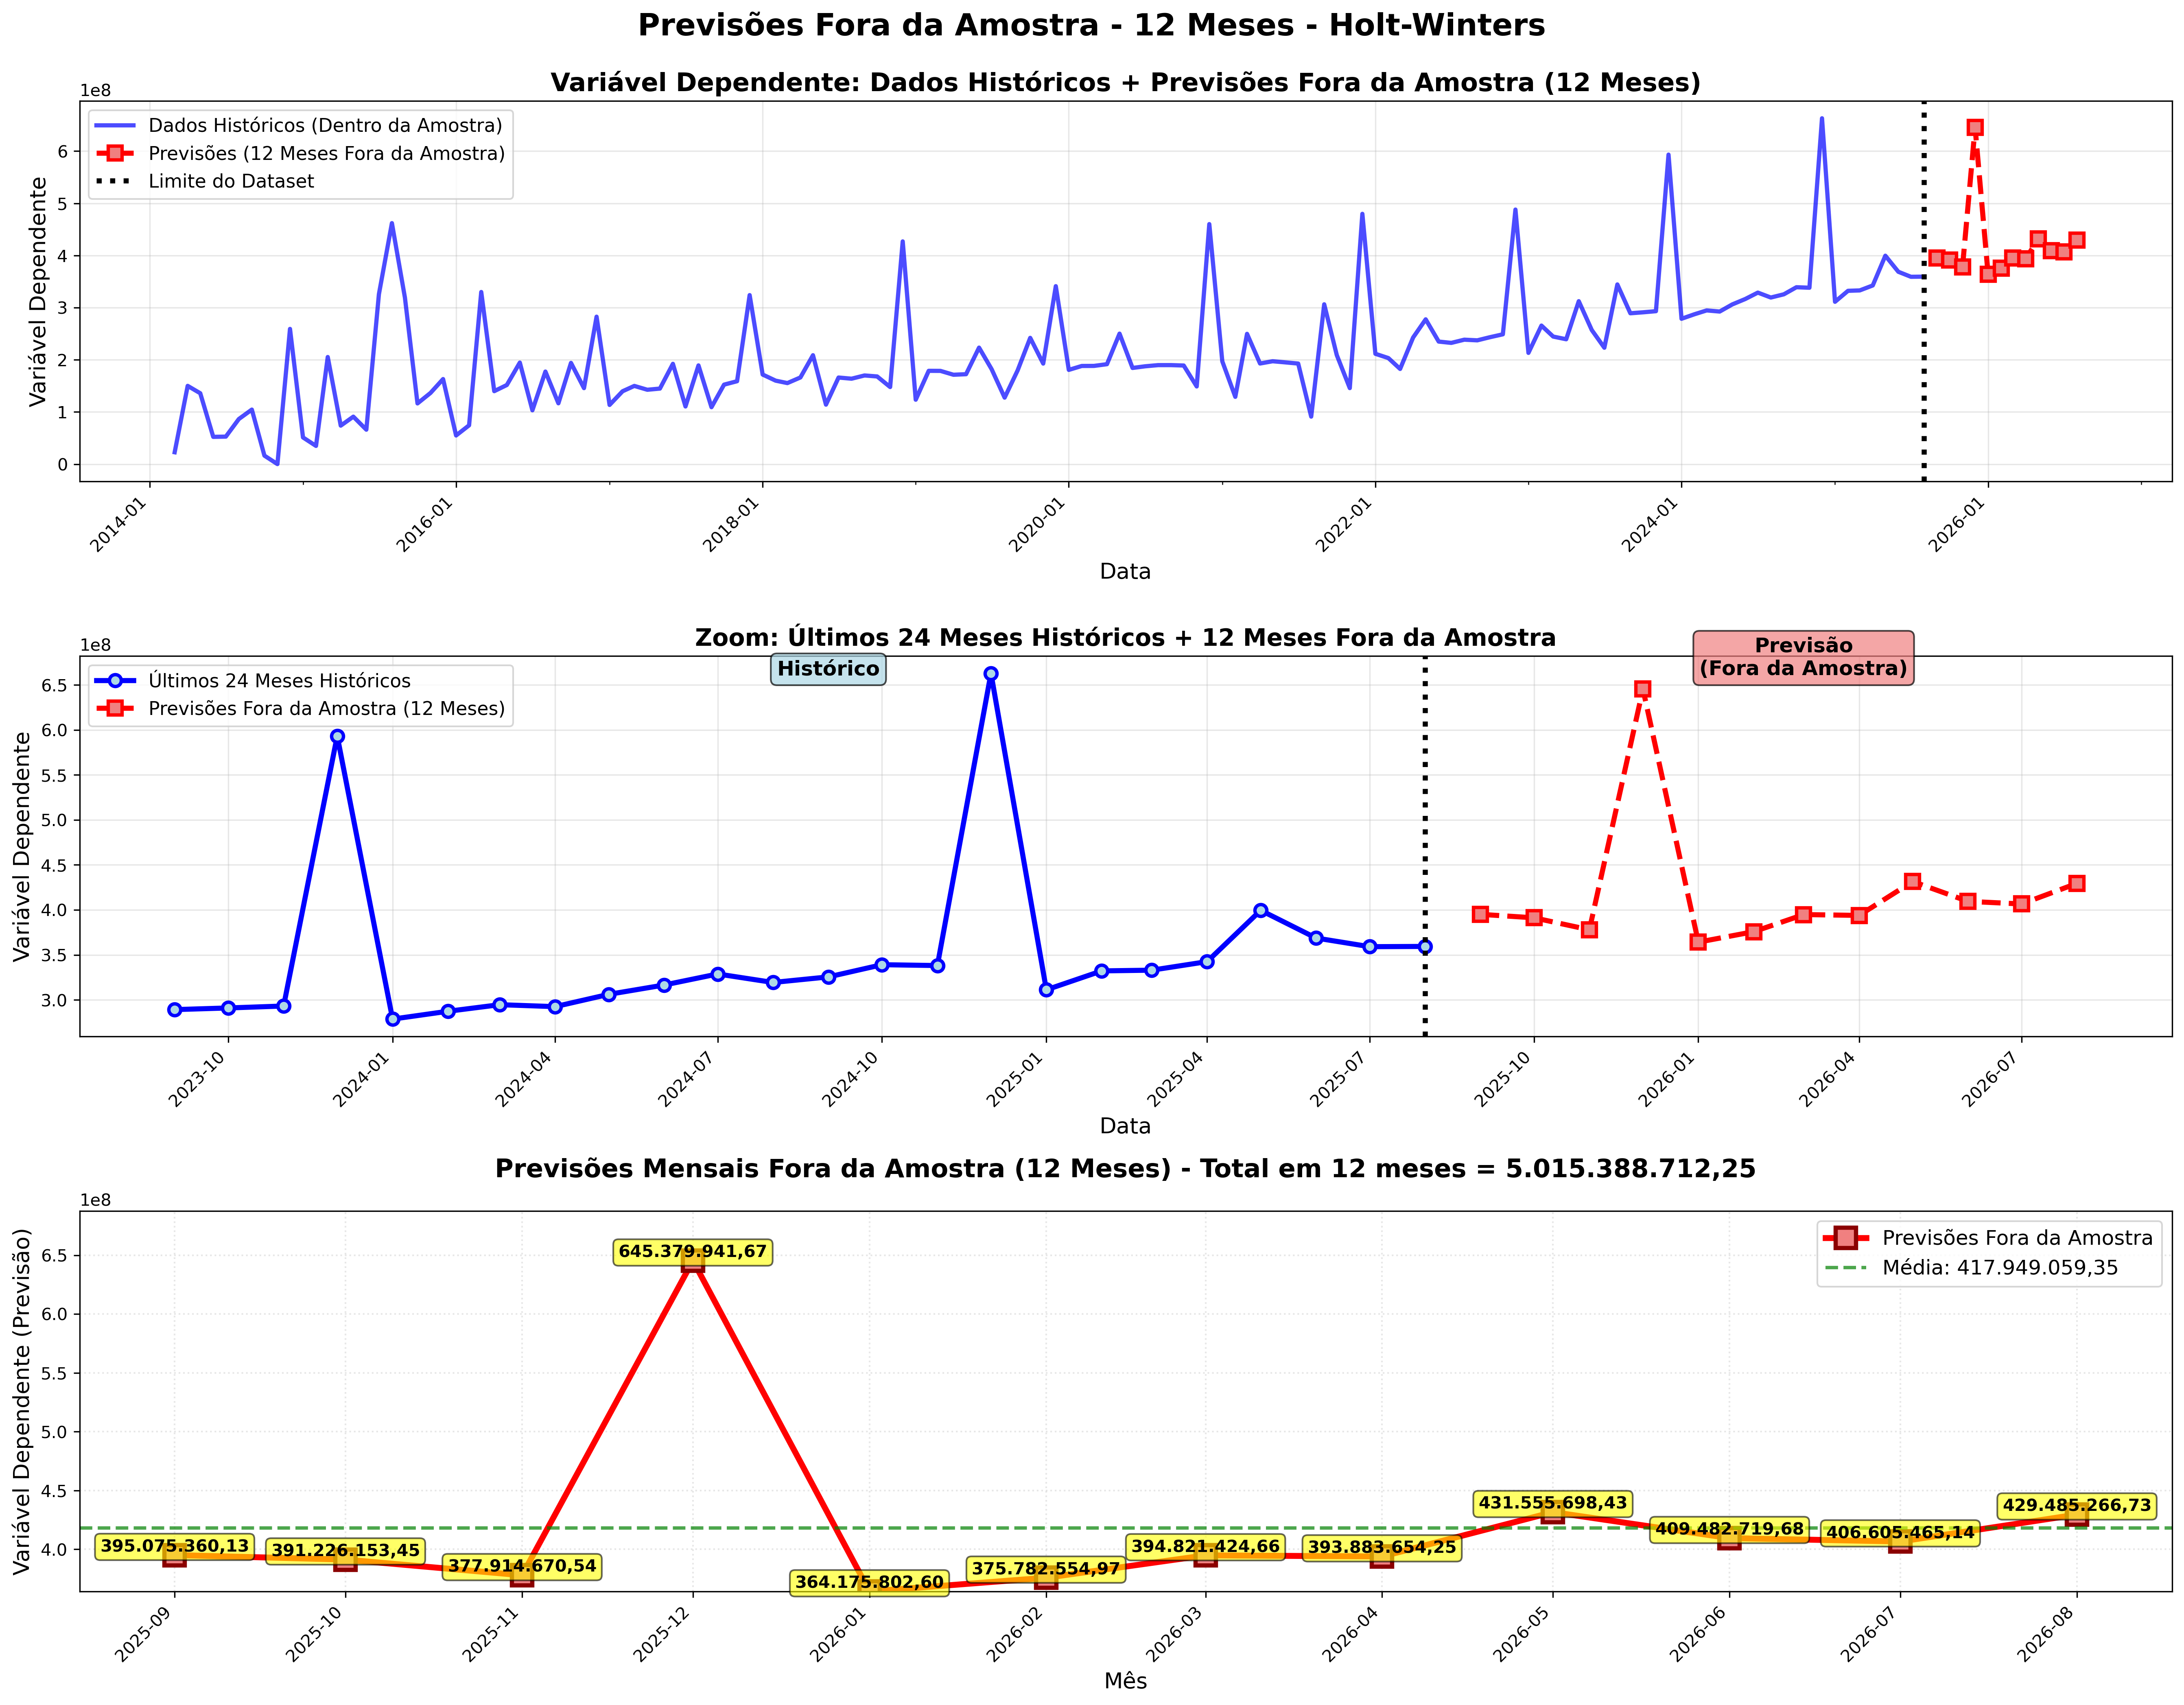 Previsões Fora da Amostra - 12 Meses - Holt-Winters
Variável Dependente: Dados Históricos + Previsões Fora da Amostra (12 Meses)
1e8
Dados Históricos (Dentro da Amostra)
Previsões (12 Meses Fora da Amostra)
Limite do Dataset
Variável Dependente
6
5
4
3
2
1
0
2014-01
2016-01
2018-01
2020-01
2022-01
2024-01
2026-01
Data
Zoom: Últimos 24 Meses Históricos + 12 Meses Fora da Amostra
1e8
Histórico
Previsão
(Fora da Amostra)
Últimos 24 Meses Históricos
Previsões Fora da Amostra (12 Meses)
Variável Dependente
6.5
6.0
5.5
5.0
4.5
4.0
3.5
3.0
2023-10
2024-01
2024-04
2024-07
2024-10
2025-01
2025-04
2025-07
2025-10
2026-01
2026-04
2026-07
Data
Previsões Mensais Fora da Amostra (12 Meses) - Total em 12 meses = 5.015.388.712,25
1e8
Previsões Fora da Amostra
Média: 417.949.059,35
Variável Dependente (Previsão)
6.5
6.0
5.5
5.0
4.5
4.0
395.075.360,13
391.226.153,45
377.914.670,54
645.379.941,67
364.175.802,60
375.782.554,97
394.821.424,66
393.883.654,25
431.555.698,43
409.482.719,68
406.605.465,14
429.485.266,73
2025-09
2025-10
2025-11
2025-12
2026-01
2026-02
2026-03
2026-04
2026-05
2026-06
2026-07
2026-08
Mês